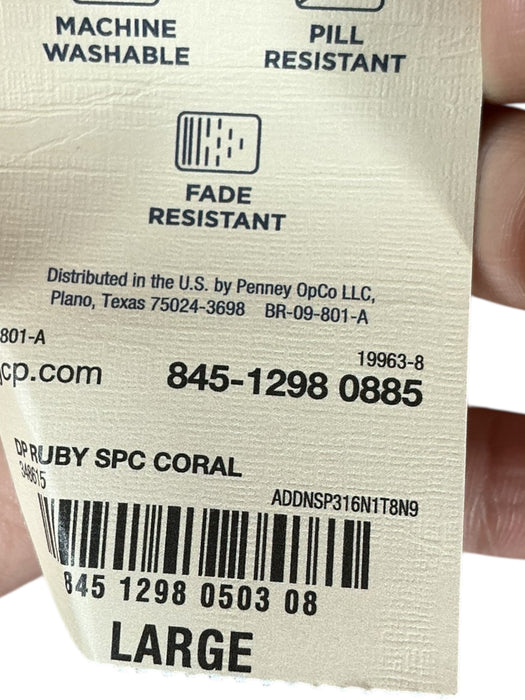 MACHINE
WASHABLE
PILL
RESISTANT
FADE
RESISTANT
Distributed in the U.S. by Penney OpCo LLC,
Plano, Texas 75024-3698 BR-09-801-A
801-A
19963-8
jcp.com 845-1298 0885
DP RUBY SPC CORAL
348615
ADDNSP316N1T8N9
845 1298 0503 08
LARGE